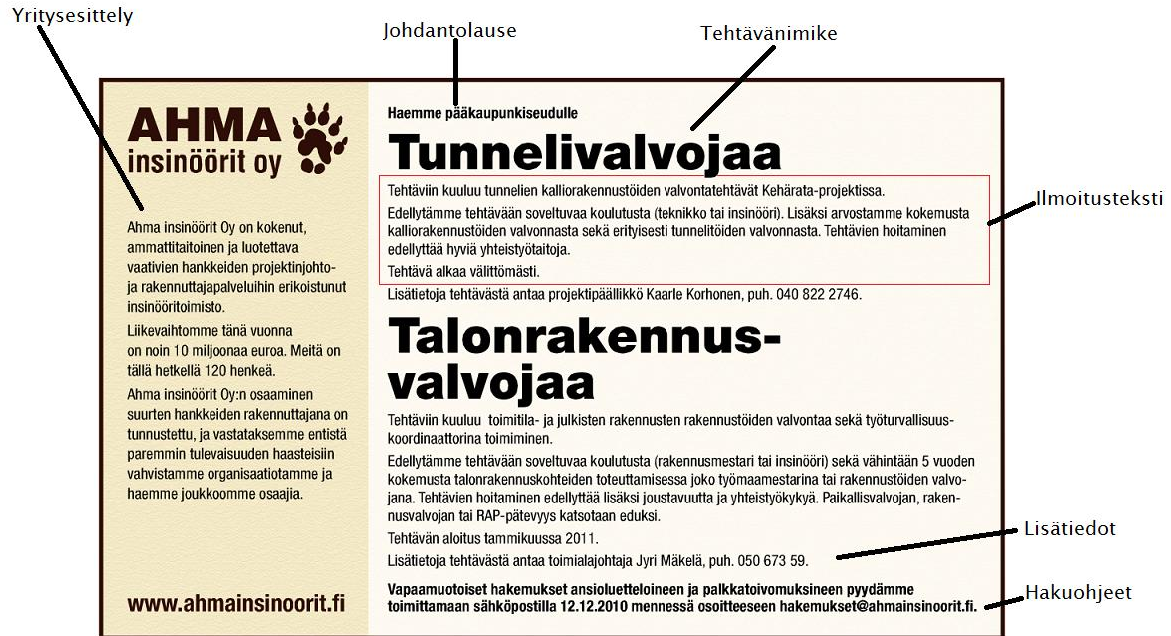 Yritysesittely
Johdantolause
Tehtävänimike
AHMA
insinöörit oy
Ahma insinöörit Oy on kokenut,
ammattitaitoinen ja luotettava
vaativien hankkeiden projektinjohto-
ja rakennuttajapalveluihin erikoistunut
insinööritoimisto.
Liikevaihtomme tänä vuonna
on noin 10 miljoonaa euroa. Meitä on
tällä hetkellä 120 henkeä.
Ahma insinöörit Oy:n osaaminen
suurten hankkeiden rakennuttajana on
tunnustettu, ja vastataksemme entistä
paremmin tulevaisuuden haasteisiin
vahvistamme organisaatiotamme ja
haemme joukkoomme osaajia.
www.ahmainsinoorit.fi
Haemme pääkaupunkiseudulle
Tunnelivalvojaa
Tehtäviin kuuluu tunnelien kalliorakennustöiden valvontatehtävät Kehärata-projektissa.
Edellytämme tehtävään soveltuvaa koulutusta (teknikko tai insinööri). Lisäksi arvostamme kokemusta
kalliorakennustöiden valvonnasta sekä erityisesti tunnelitöiden valvonnasta. Tehtävien hoitaminen
edellyttää hyviä yhteistyötaitoja.
Tehtävä alkaa välittömästi.
Ilmoitusteksti
Lisätietoja tehtävästä antaa projektipäällikkö Kaarle Korhonen, puh. 040 822 2746.
Talonrakennus-
valvojaa
Tehtäviin kuuluu toimitila- ja julkisten rakennusten rakennustöiden valvontaa sekä työturvallisuus-
koordinaattorina toimiminen.
Edellytämme tehtävään soveltuvaa koulutusta (rakennusmestari tai insinööri) sekä vähintään 5 vuoden
kokemusta talonrakennuskohteiden toteuttamisessa joko työmaamestarina tai rakennustöiden valvo-
jana. Tehtävien hoitaminen edellyttää lisäksi joustavuutta ja yhteistyökykyä. Paikallisvalvojan, raken-
nusvalvojan tai RAP-pätevyys katsotaan eduksi.
Tehtävän aloitus tammikuussa 2011.
Lisätietoja tehtävästä antaa toimialajohtaja Jyri Mäkelä, puh. 050 673 59.
Lisätiedot
Vapaamuotoiset hakemukset ansioluetteloineen ja palkkatoivomuksineen pyydämme
toimittamaan sähköpostilla 12.12.2010 mennessä osoitteeseen hakemukset@ahmainsinoorit.fi.
Hakuohjeet